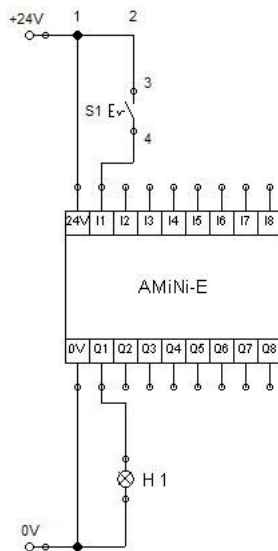 1 2
+24V
3
S1
4
24V I1 I2 I3 I4 I5 I6 I7 I8
AMiNi-E
0V Q1 Q2 Q3 Q4 Q5 Q6 Q7 Q8
H 1
0V